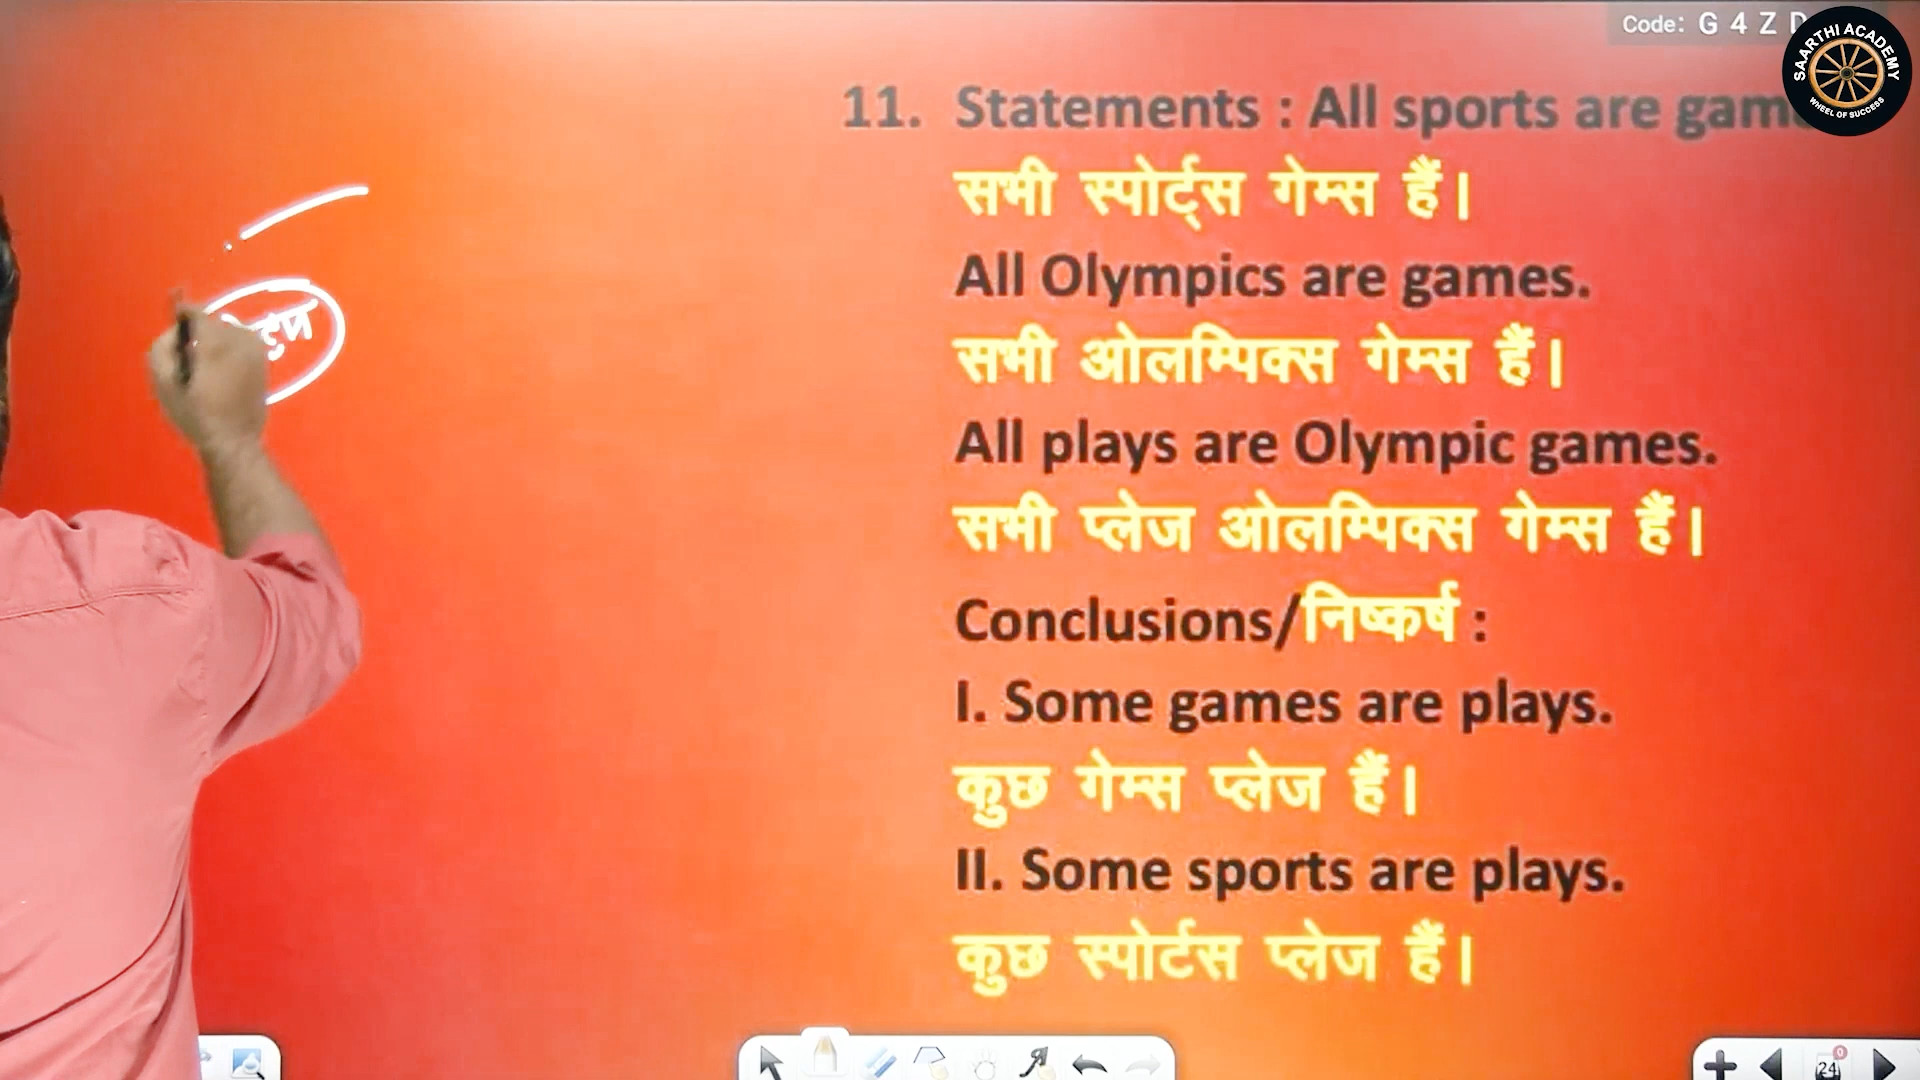 Code: G 4 Z
SAARTHI ACADEMY
WHEEL OF SUCCESS
11. Statements : All sports are gam
सभी स्पोर्ट्स गेम्स हैं।
All Olympics are games.
सभी ओलम्पिक्स गेम्स हैं।
All plays are Olympic games.
सभी प्लेज ओलम्पिक्स गेम्स हैं।
Conclusions/निष्कर्ष :
I. Some games are plays.
कुछ गेम्स प्लेज हैं।
II. Some sports are plays.
कुछ स्पोर्टस प्लेज हैं।
24
0